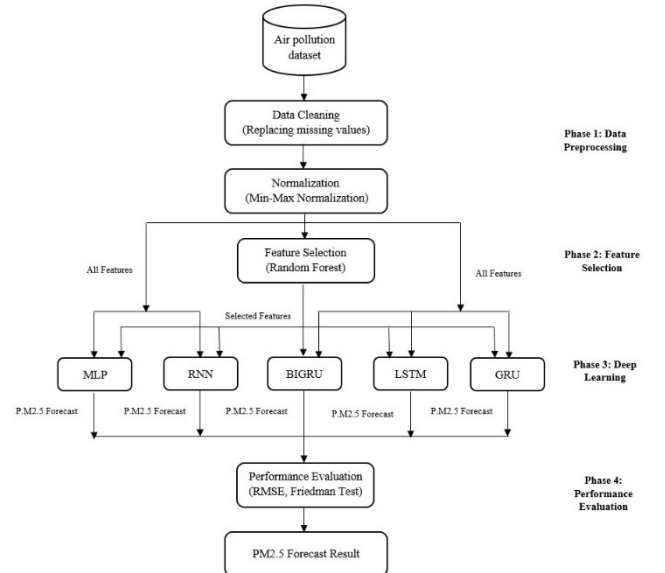 Air pollution
dataset
Data Cleaning
(Replacing missing values)
Phase 1: Data
Preprocessing
Normalization
(Min-Max Normalization)
Feature Selection
(Random Forest)
Phase 2: Feature
Selection
All Features
All Features
Selected Features
MLP
RNN
BIGRU
LSTM
GRU
Phase 3: Deep
Learning
P.M2.5 Forecast
P.M2.5 Forecast
P.M2.5 Forecast
P.M2.5 Forecast
P.M2.5 Forecast
Performance Evaluation
(RMSE, Friedman Test)
Phase 4:
Performance
Evaluation
PM2.5 Forecast Result